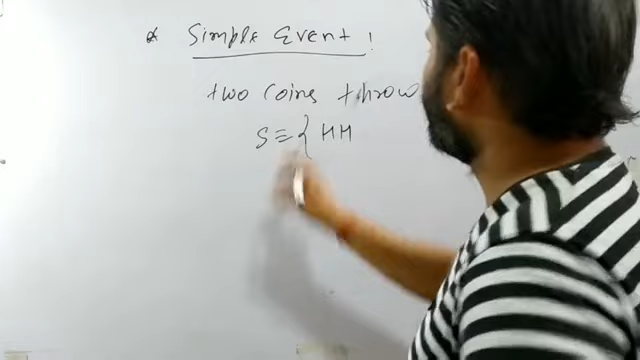 * Simple Event !
two coins throw
S ≡ { HH